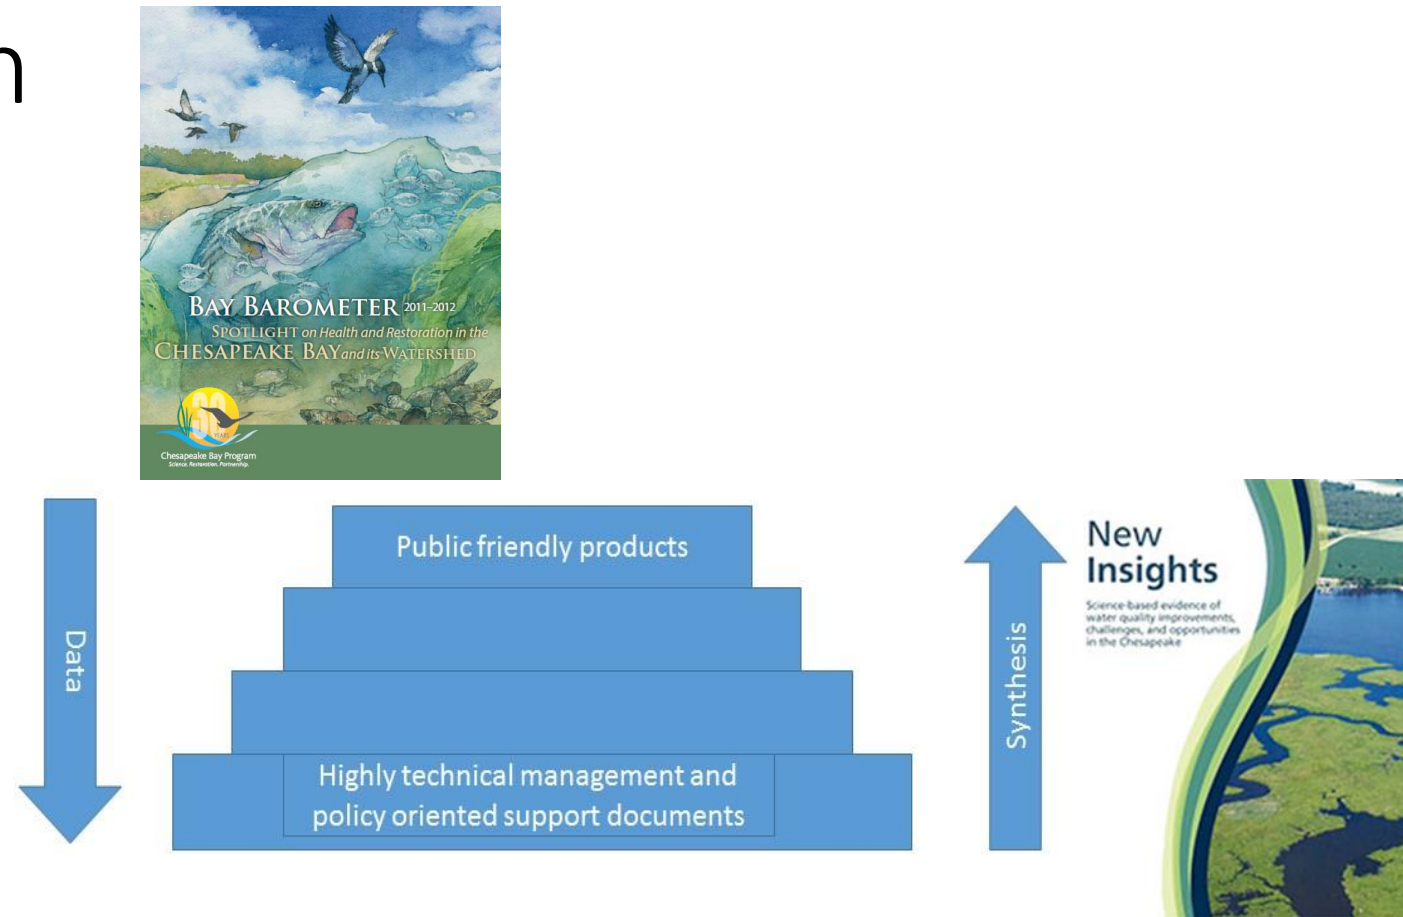 n
BAY BAROMETER 2011–2012
SPOTLIGHT on Health and Restoration in the
CHESAPEAKE BAY and its WATERSHED
30
YEARS
Chesapeake Bay Program
Science. Restoration. Partnership.
Data
Public friendly products
Highly technical management and
policy oriented support documents
Synthesis
New
Insights
Science-based evidence of
water quality improvements,
challenges, and opportunities
in the Chesapeake